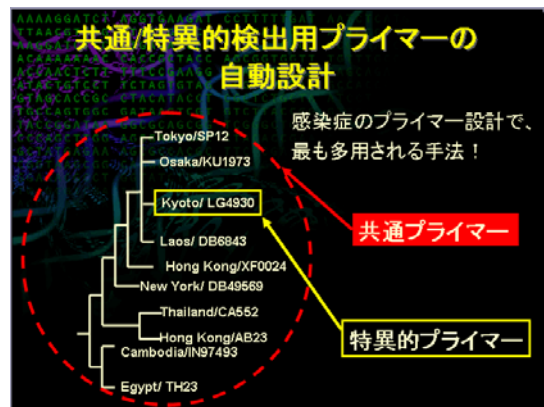 AAAAGGATCT
共通/特異的検出用プライマーの
自動設計
感染症のプライマー設計で、
最も多用される手法！
Tokyo/SP12
Osaka/KU1973
Kyoto/ LG4930
共通プライマー
Laos/ DB6843
Hong Kong/XF0024
New York/ DB49569
Thailand/CA552
特異的プライマー
Hong Kong/AB23
Cambodia/IN97493
Egypt/ TH23